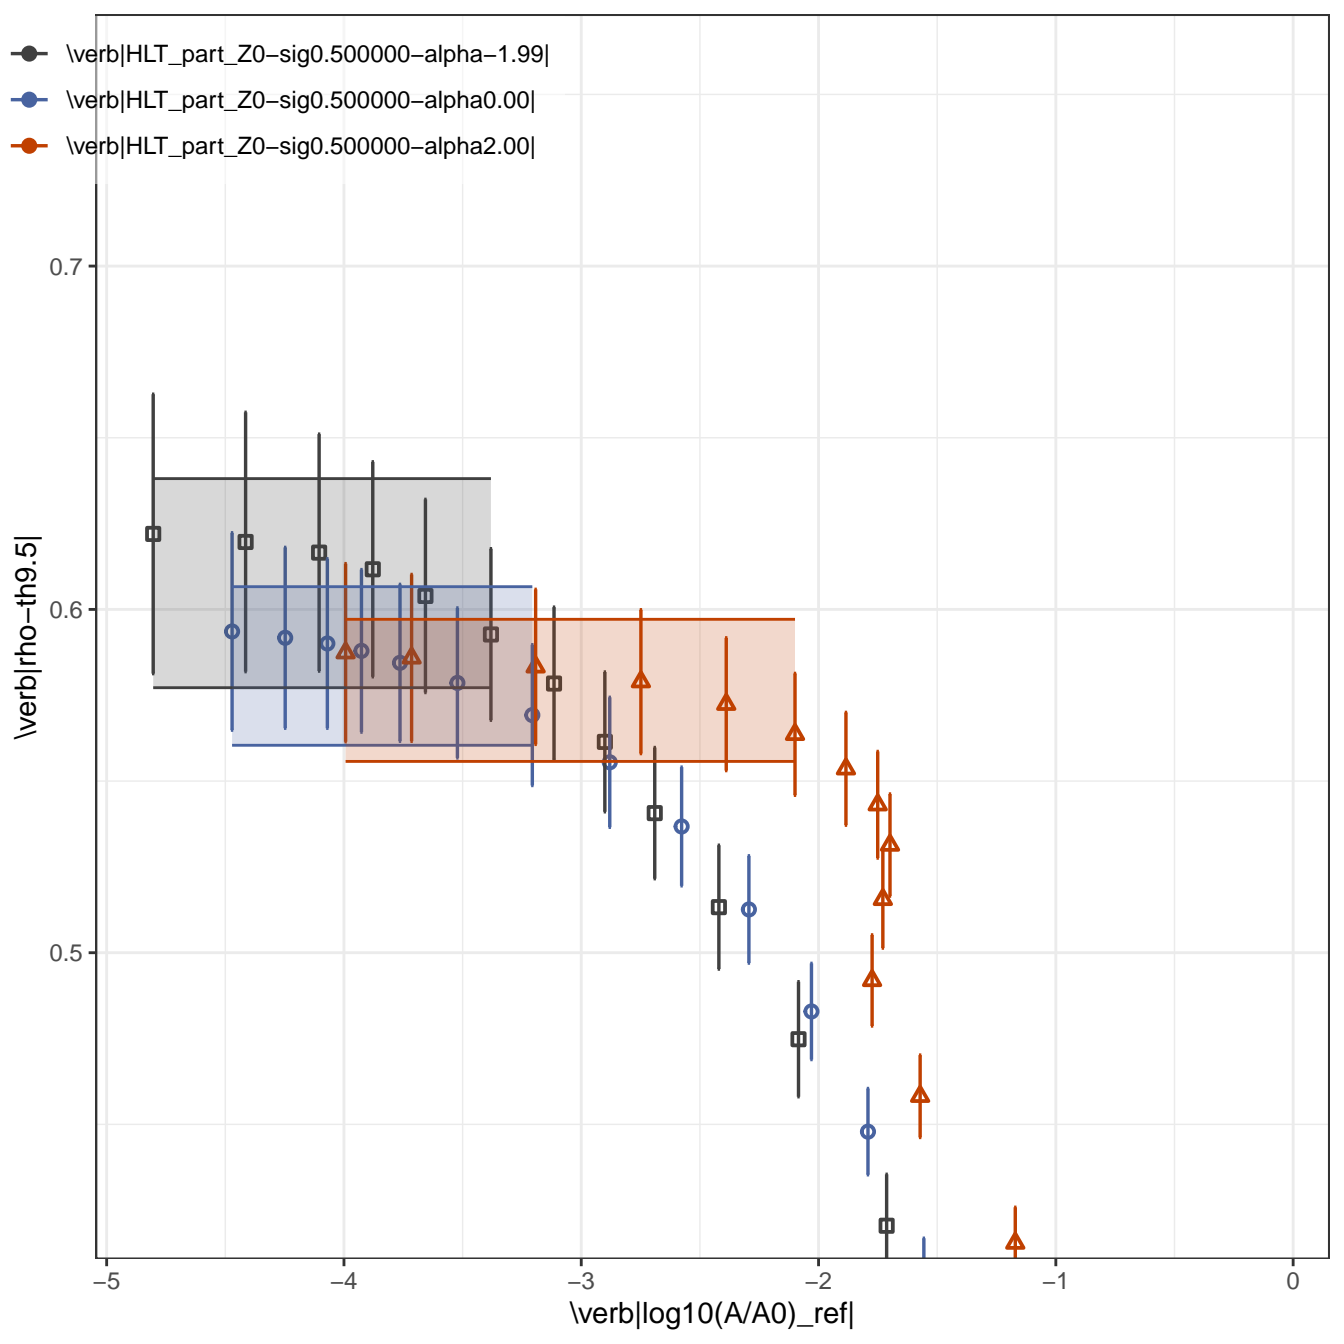 \verb|HLT_part_Z0−sig0.500000−alpha−1.99|
\verb|HLT_part_Z0−sig0.500000−alpha0.00|
\verb|HLT_part_Z0−sig0.500000−alpha2.00|
0.7
0.6
0.5
\verb|rho−th9.5|
−5 −4 −3 −2 −1 0
\verb|log10(A/A0)_ref|